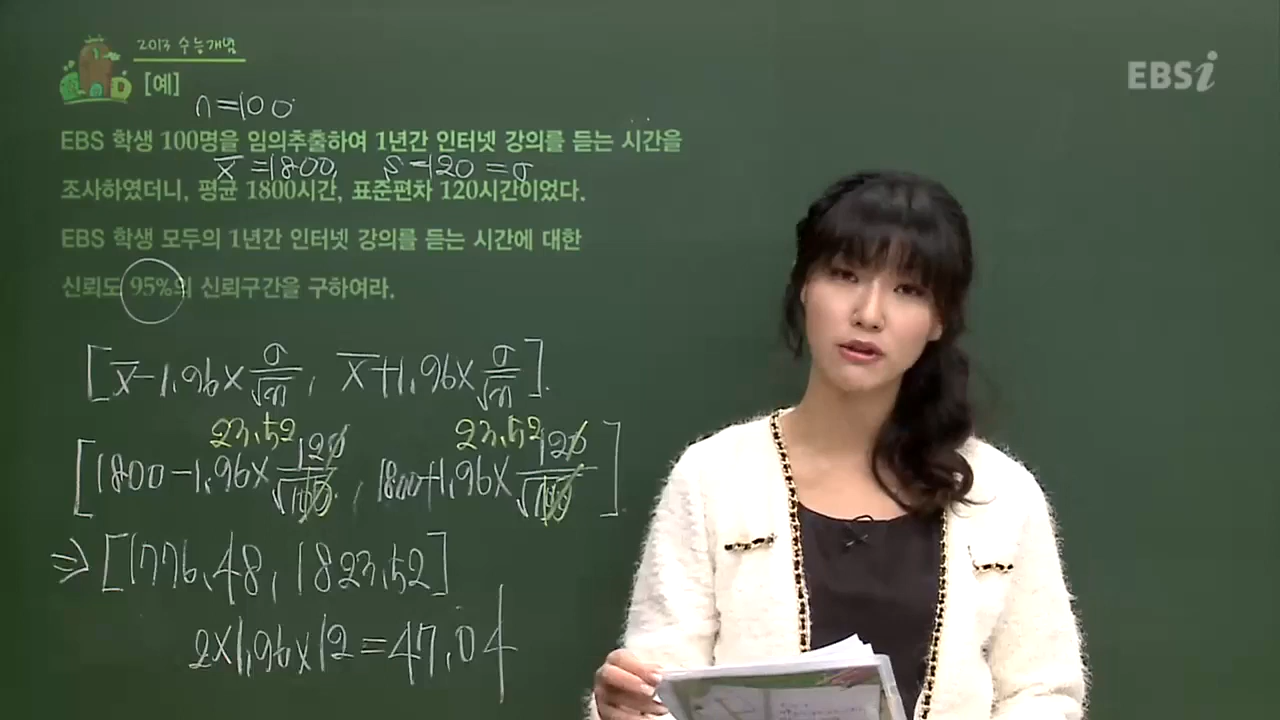 2013 수능개념
EBSi
[예]
n=100
EBS 학생 100명을 임의추출하여 1년간 인터넷 강의를 듣는 시간을
x̄=1800, s=120=σ
조사하였더니, 평균 1800시간, 표준편차 120시간이었다.
EBS 학생 모두의 1년간 인터넷 강의를 듣는 시간에 대한
신뢰도 95%의 신뢰구간을 구하여라.
[x̄-1.96×σ/√n, x̄+1.96×σ/√n].
23.52 23.52
[1800-1.96×120/√100, 1800+1.96×120/√100].
⇒[1776.48, 1823.52]
2×1.96×12=47.04